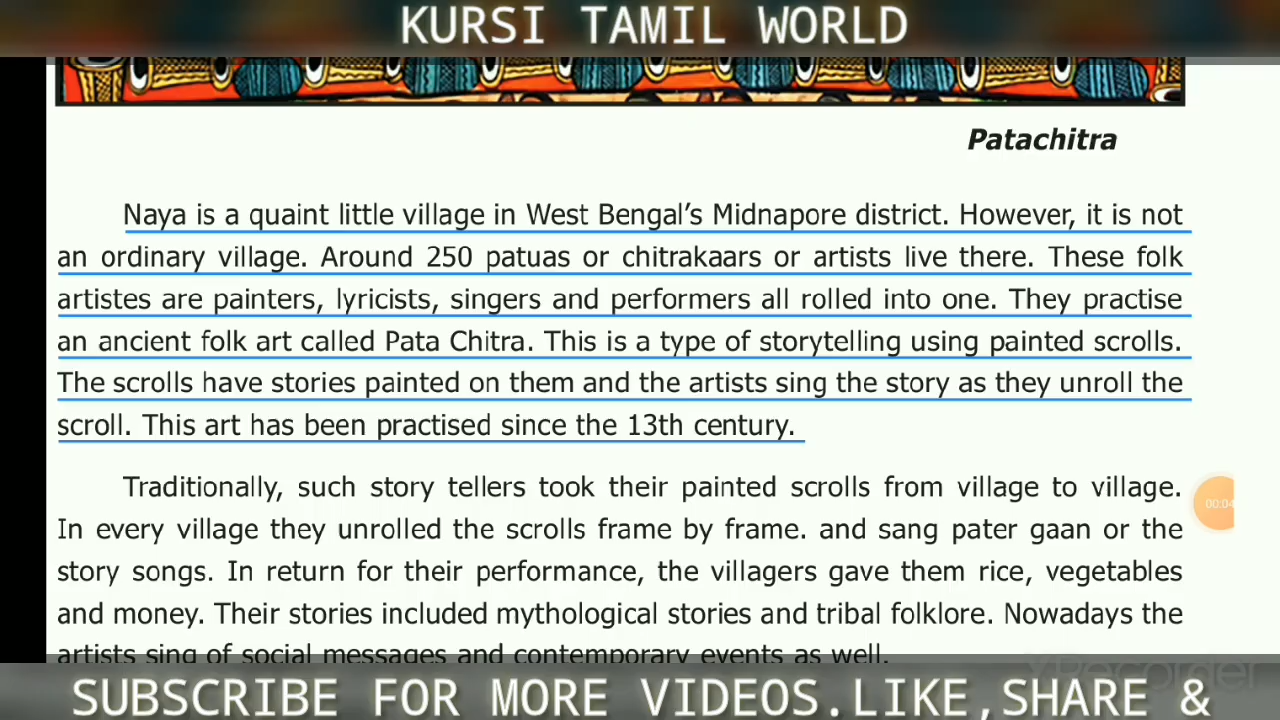 KURSI TAMIL WORLD
Patachitra
Naya is a quaint little village in West Bengal’s Midnapore district. However, it is not
an ordinary village. Around 250 patuas or chitrakaars or artists live there. These folk
artistes are painters, lyricists, singers and performers all rolled into one. They practise
an ancient folk art called Pata Chitra. This is a type of storytelling using painted scrolls.
The scrolls have stories painted on them and the artists sing the story as they unroll the
scroll. This art has been practised since the 13th century.
Traditionally, such story tellers took their painted scrolls from village to village.
In every village they unrolled the scrolls frame by frame. and sang pater gaan or the
story songs. In return for their performance, the villagers gave them rice, vegetables
and money. Their stories included mythological stories and tribal folklore. Nowadays the
artists sing of social messages and contemporary events as well.
00:04
XRecorder
SUBSCRIBE FOR MORE VIDEOS.LIKE,SHARE &